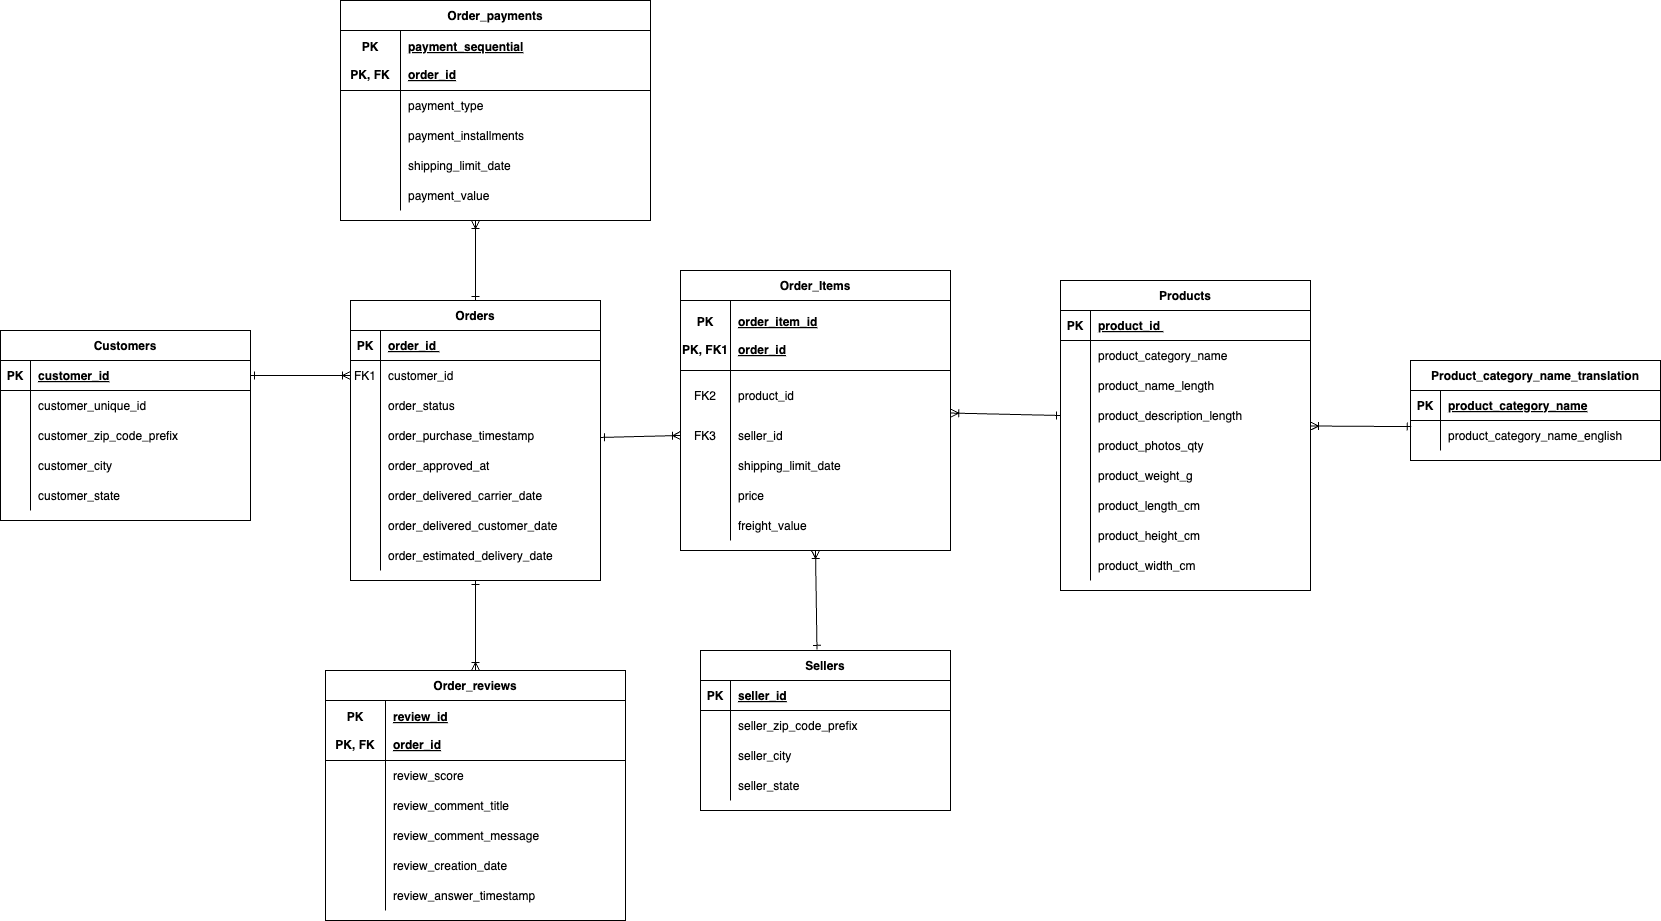 Order_payments
PK payment_sequential
PK, FK order_id
payment_type
payment_installments
shipping_limit_date
payment_value
Customers
PK customer_id
customer_unique_id
customer_zip_code_prefix
customer_city
customer_state
Orders
PK order_id
FK1 customer_id
order_status
order_purchase_timestamp
order_approved_at
order_delivered_carrier_date
order_delivered_customer_date
order_estimated_delivery_date
Order_Items
PK order_item_id
PK, FK1 order_id
FK2 product_id
FK3 seller_id
shipping_limit_date
price
freight_value
Products
PK product_id
product_category_name
product_name_length
product_description_length
product_photos_qty
product_weight_g
product_length_cm
product_height_cm
product_width_cm
Product_category_name_translation
PK product_category_name
product_category_name_english
Order_reviews
PK review_id
PK, FK order_id
review_score
review_comment_title
review_comment_message
review_creation_date
review_answer_timestamp
Sellers
PK seller_id
seller_zip_code_prefix
seller_city
seller_state